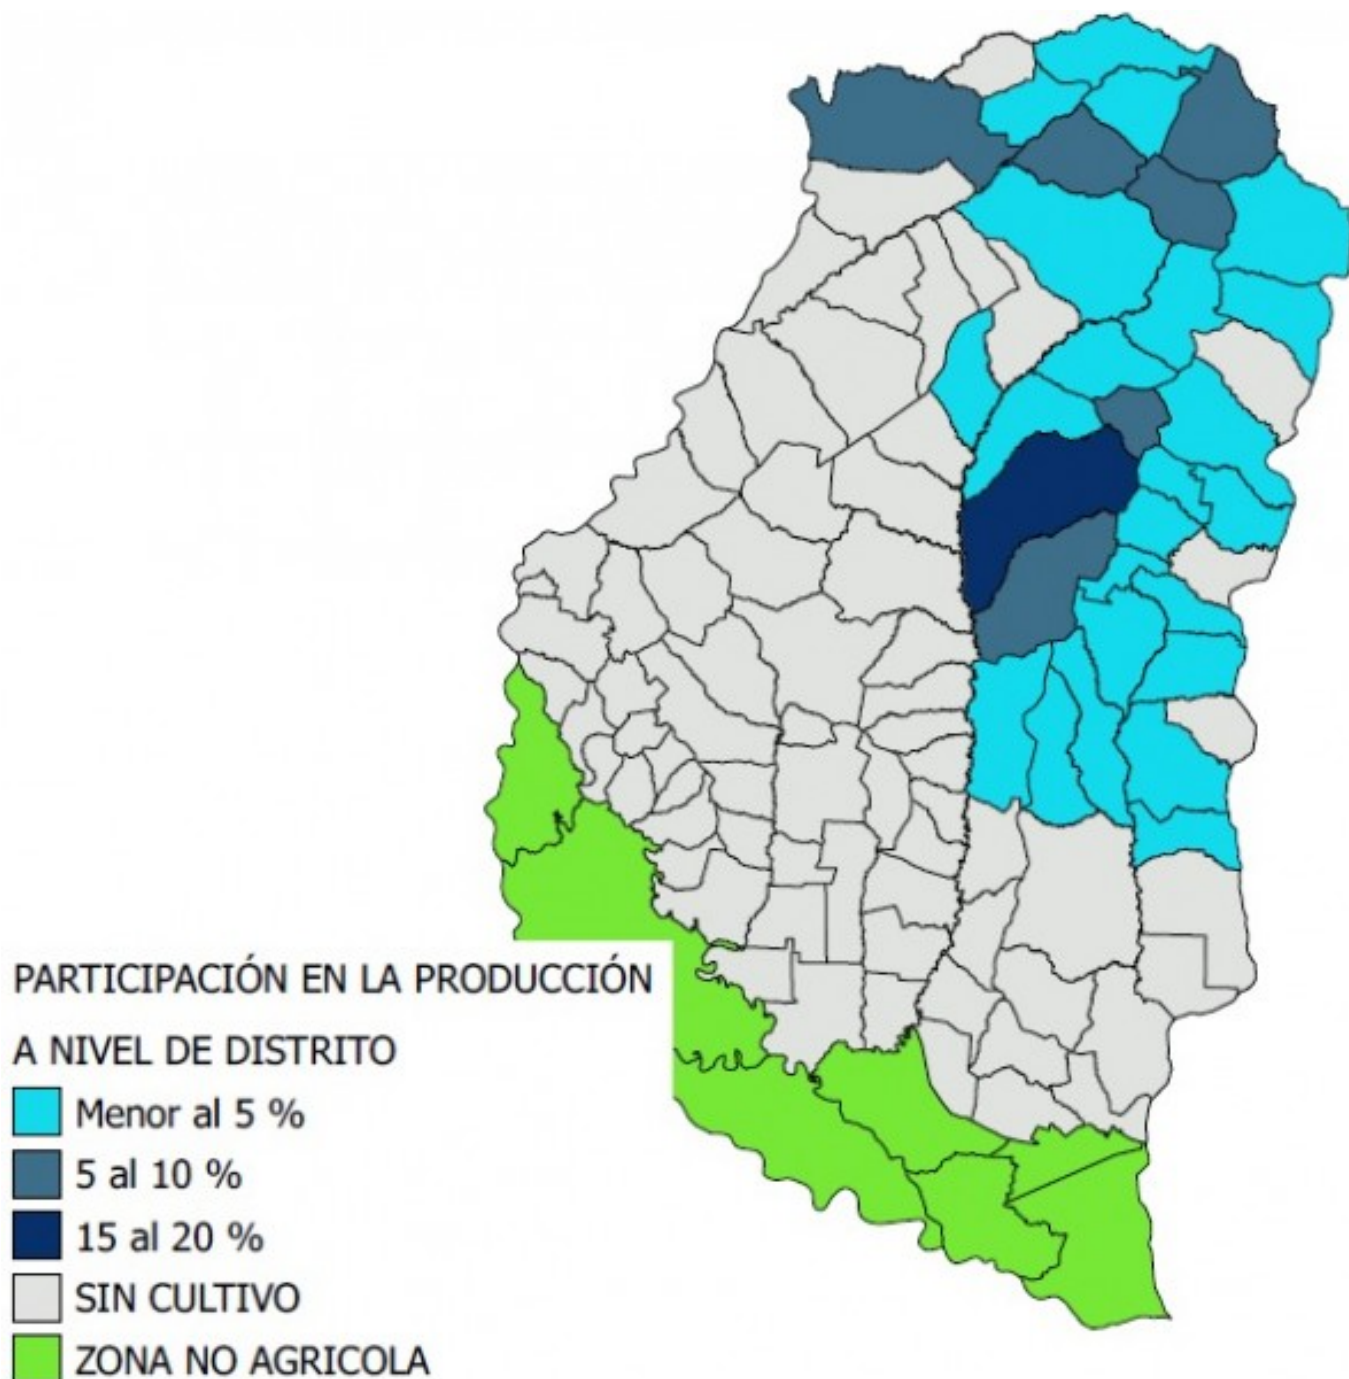 PARTICIPACIÓN EN LA PRODUCCIÓN
A NIVEL DE DISTRITO
Menor al 5 %
5 al 10 %
15 al 20 %
SIN CULTIVO
ZONA NO AGRICOLA